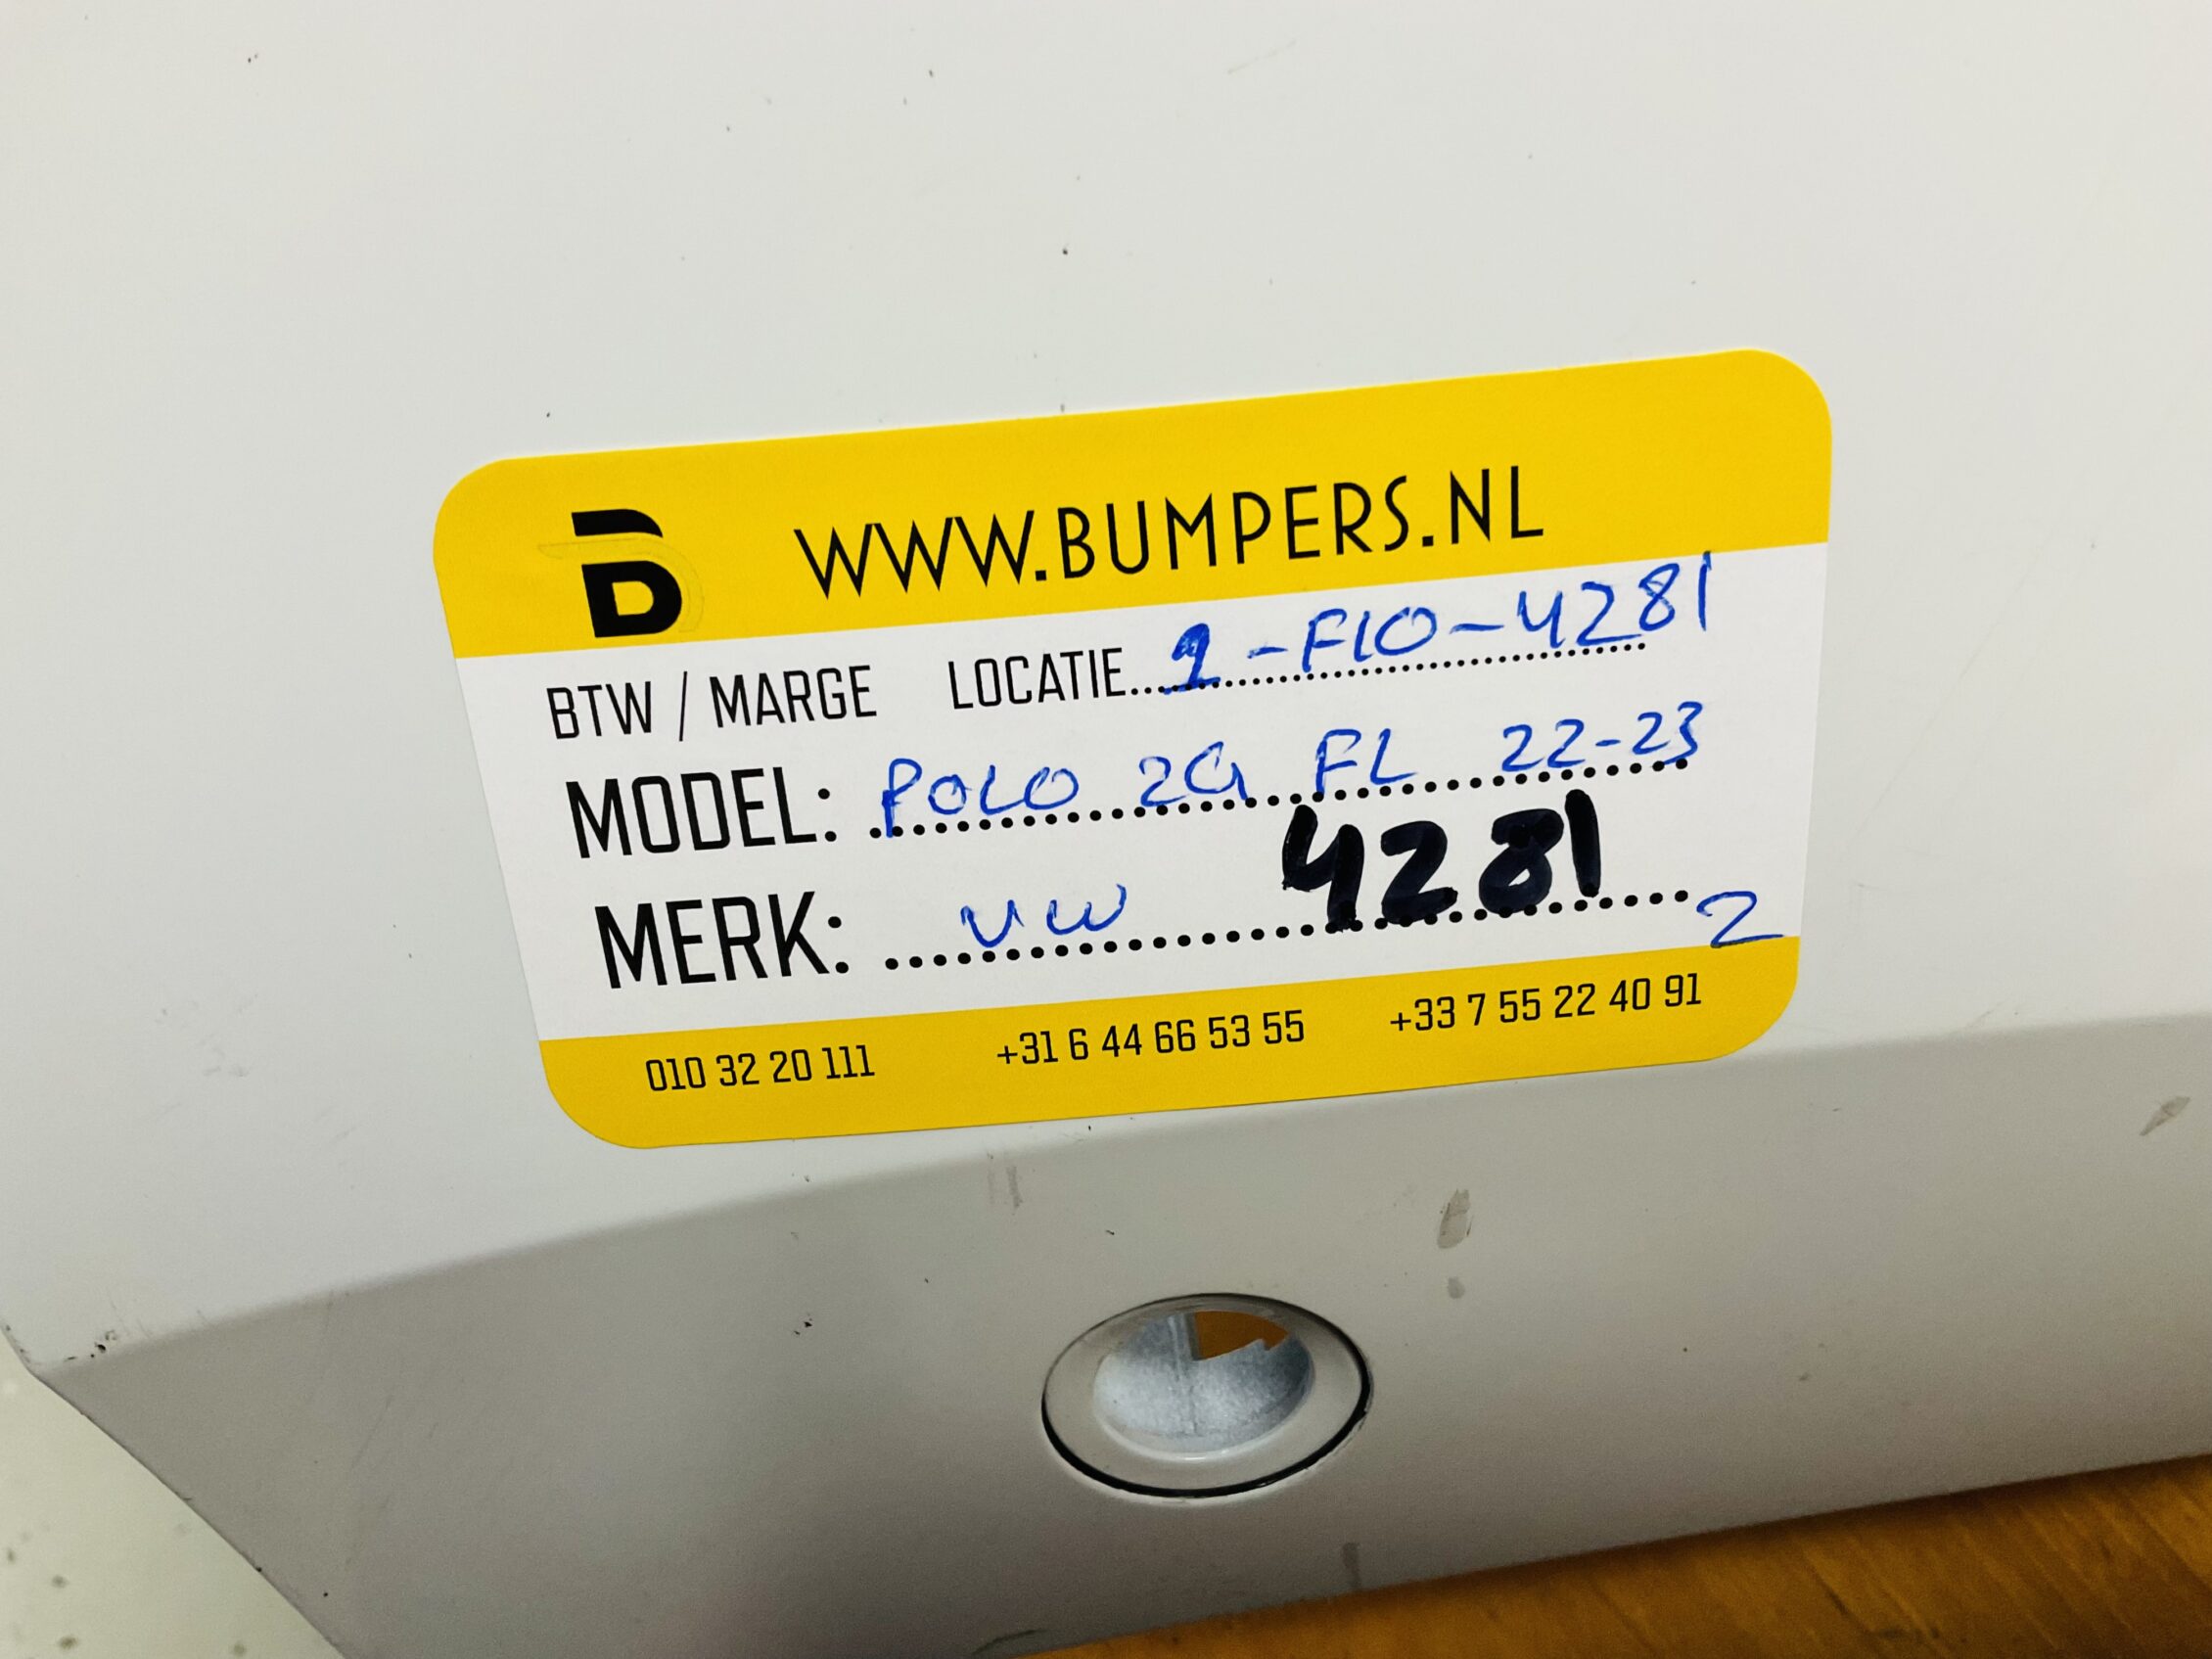 WWW.BUMPERS.NL
BTW / MARGE LOCATIE 2-F10-4281
MODEL: POLO 2G FL 22-23
4281
MERK: VW
2
010 32 20 111 +31 6 44 66 53 55 +33 7 55 22 40 91